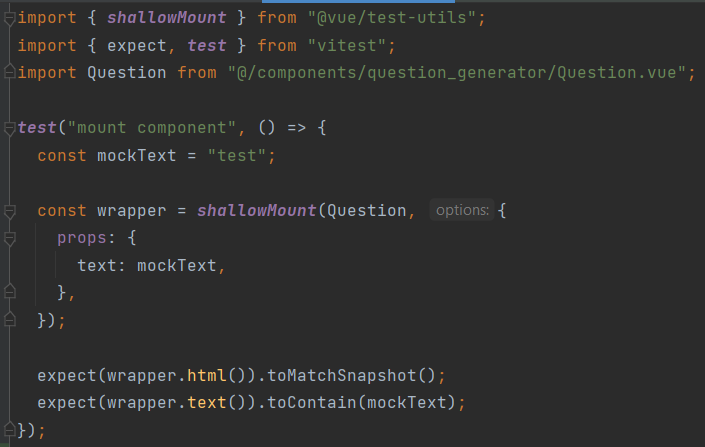 import { shallowMount } from "@vue/test-utils";
import { expect, test } from "vitest";
import Question from "@/components/question_generator/Question.vue";
test("mount component", () => {
const mockText = "test";
const wrapper = shallowMount(Question, options: {
props: {
text: mockText,
},
});
expect(wrapper.html()).toMatchSnapshot();
expect(wrapper.text()).toContain(mockText);
});